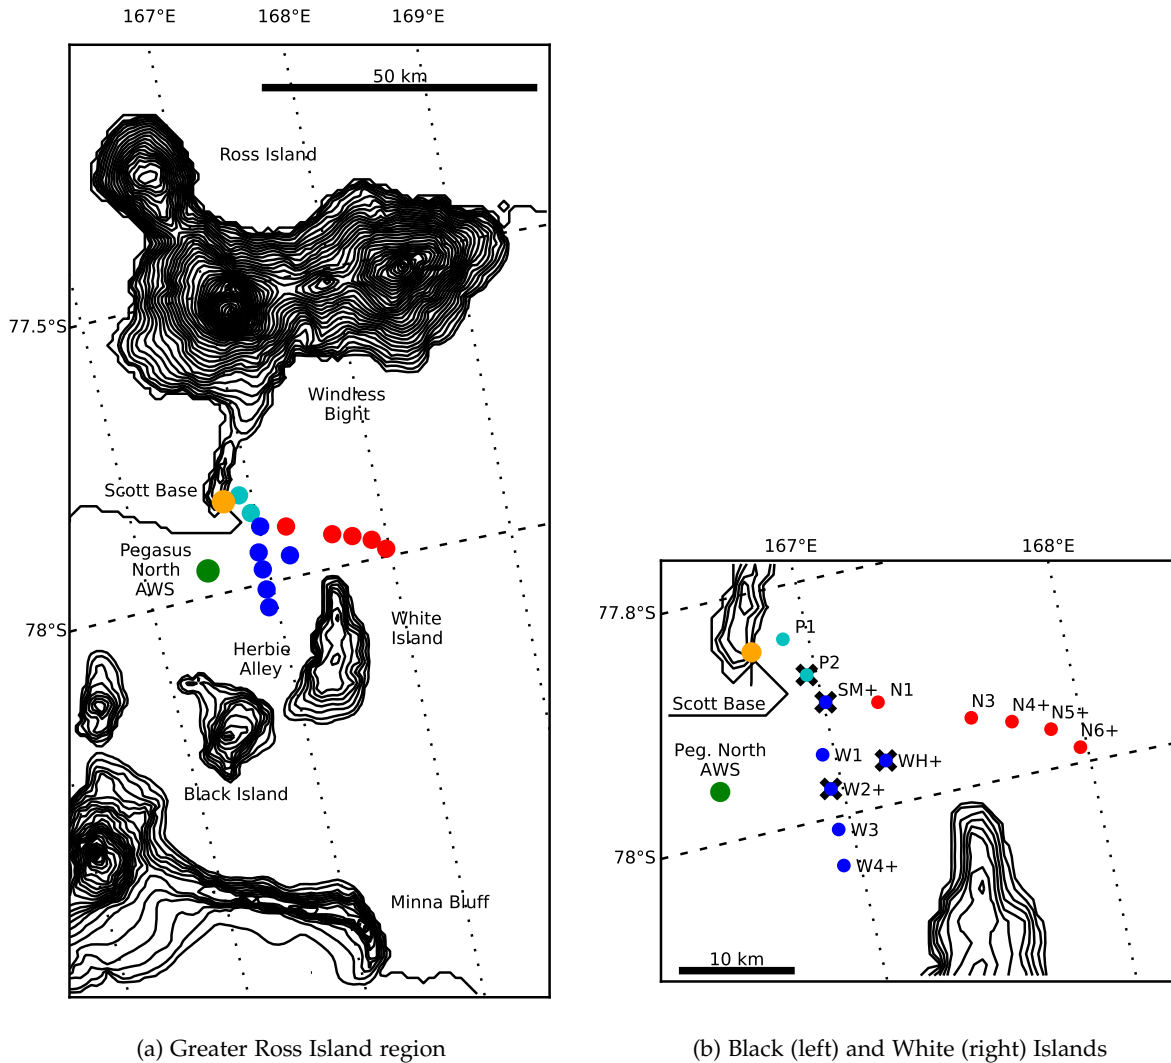 167°E 168°E 169°E
50 km
Ross Island
77.5°S
Windless
Bight
Scott Base
Pegasus
North
AWS
White
Island
78°S
Herbie
Alley
Black Island
Minna Bluff
(a) Greater Ross Island region
167°E 168°E
77.8°S
P1
P2
SM+ N1
N3 N4+ N5+ N6+
Scott Base
Peg. North
AWS
W1 WH+
W2+
W3
78°S
W4+
10 km
(b) Black (left) and White (right) Islands